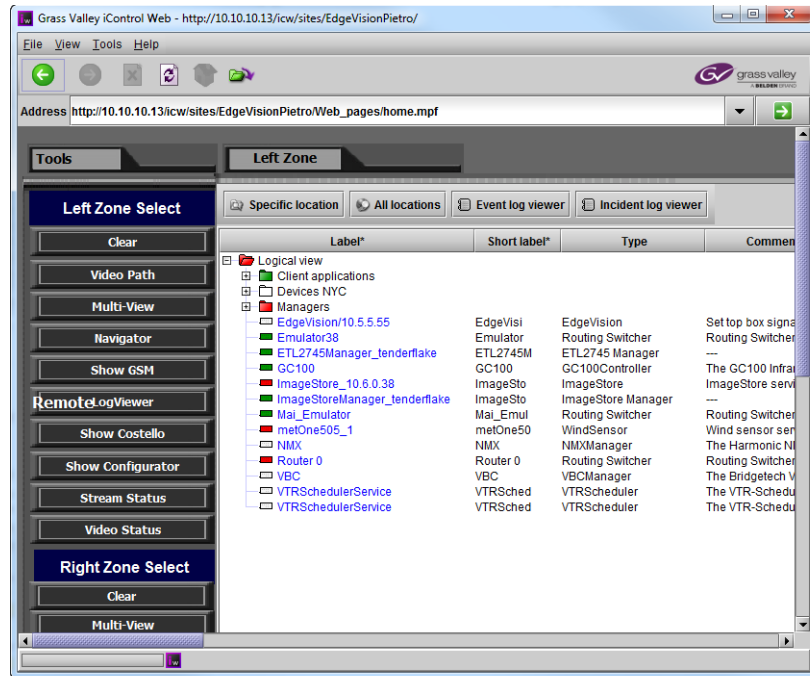 Grass Valley iControl Web - http://10.10.10.13/icw/sites/EdgeVisionPietro/
File View Tools Help
grass valley
A BELDEN BRAND
Address http://10.10.10.13/icw/sites/EdgeVisionPietro/Web_pages/home.mpf
Tools
Left Zone
Left Zone Select
Clear
Video Path
Multi-View
Navigator
Show GSM
RemoteLogViewer
Show Costello
Show Configurator
Stream Status
Video Status
Right Zone Select
Clear
Multi-View
Specific location All locations Event log viewer Incident log viewer
Label* Short label* Type Commen
Logical view
Client applications
Devices NYC
Managers
EdgeVision/10.5.5.55 EdgeVisi EdgeVision Set top box signa
Emulator38 Emulator Routing Switcher Routing Switcher
ETL2745Manager_tenderflake ETL2745M ETL2745 Manager ---
GC100 GC100 GC100Controller The GC100 Infra
ImageStore_10.6.0.38 ImageSto ImageStore ImageStore servi
ImageStoreManager_tenderflake ImageSto ImageStore Manager ---
Mai_Emulator Mai_Emul Routing Switcher Routing Switcher
metOne505_1 metOne50 WindSensor Wind sensor ser
NMX NMX NMXManager The Harmonic N
Router 0 Router 0 Routing Switcher Routing Switcher
VBC VBC VBCManager The Bridgetech V
VTRSchedulerService VTRSched VTRScheduler The VTR-Schedu
VTRSchedulerService VTRSched VTRScheduler The VTR-Schedu